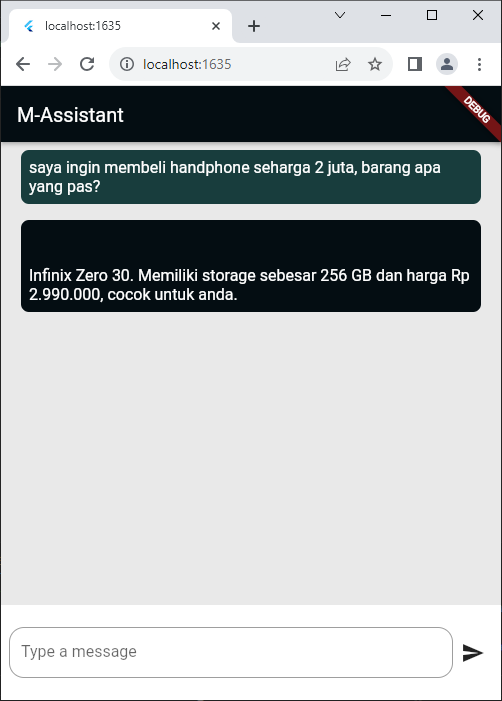 localhost:1635
localhost:1635
M-Assistant
DEBUG
saya ingin membeli handphone seharga 2 juta, barang apa
yang pas?
Infinix Zero 30. Memiliki storage sebesar 256 GB dan harga Rp
2.990.000, cocok untuk anda.
Type a message